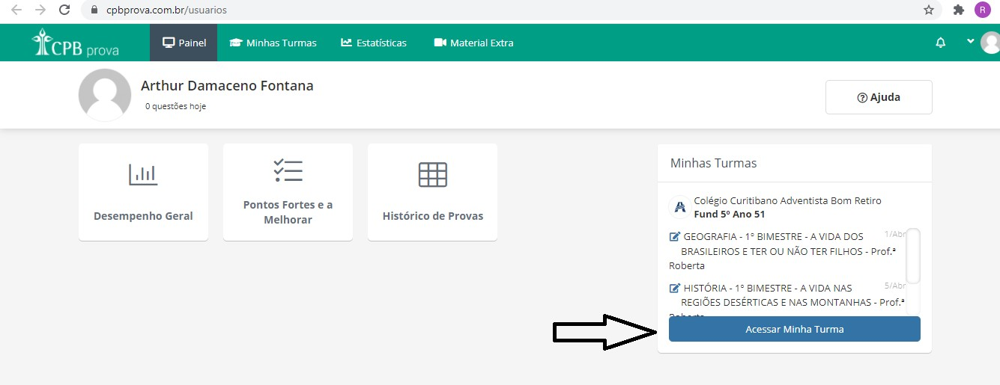 cpbprova.com.br/usuarios
R
CPB prova
Painel
Minhas Turmas
Estatísticas
Material Extra
Arthur Damaceno Fontana
0 questões hoje
Ajuda
Desempenho Geral
Pontos Fortes e a
Melhorar
Histórico de Provas
Minhas Turmas
Colégio Curitibano Adventista Bom Retiro
Fund 5º Ano 51
GEOGRAFIA - 1º BIMESTRE - A VIDA DOS 1/Abr
BRASILEIROS E TER OU NÃO TER FILHOS - Prof.ª
Roberta
HISTÓRIA - 1º BIMESTRE - A VIDA NAS 5/Abr
REGIÕES DESÉRTICAS E NAS MONTANHAS - Prof.ª
Roberta
Acessar Minha Turma